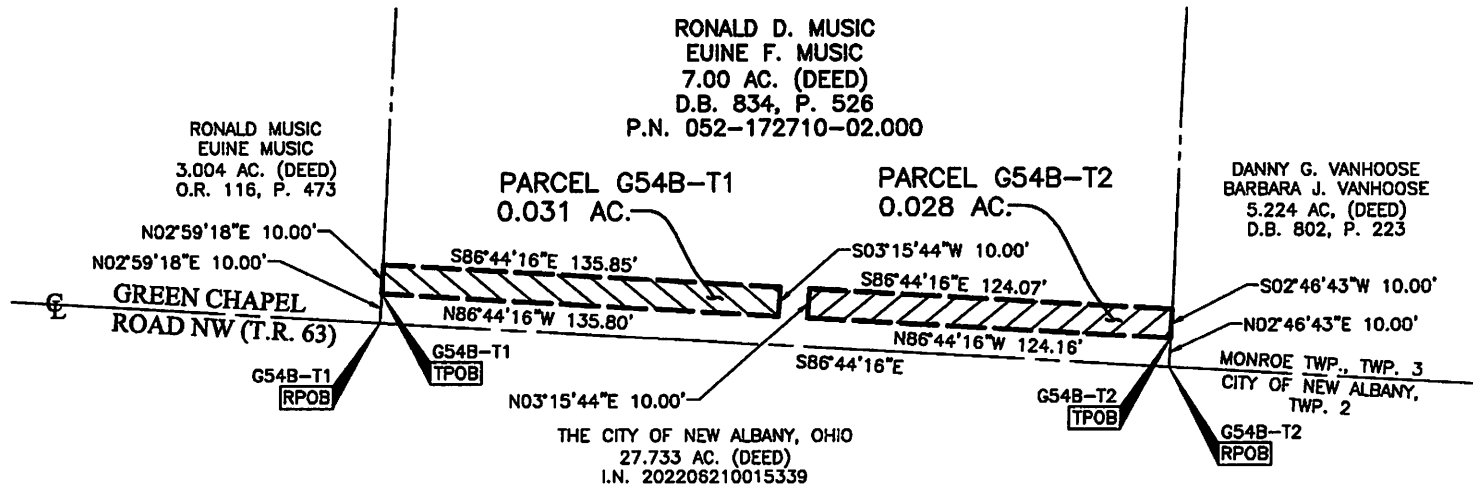 RONALD D. MUSIC
EUINE F. MUSIC
7.00 AC. (DEED)
D.B. 834, P. 526
P.N. 052-172710-02.000
RONALD MUSIC
EUINE MUSIC
3.004 AC. (DEED)
O.R. 116, P. 473
PARCEL G54B-T1
0.031 AC.
PARCEL G54B-T2
0.028 AC.
DANNY G. VANHOOSE
BARBARA J. VANHOOSE
5.224 AC. (DEED)
D.B. 802, P. 223
N02°59'18"E 10.00'
N02°59'18"E 10.00'
S86°44'16"E 135.85'
N86°44'16"W 135.80'
S03°15'44"W 10.00'
S86°44'16"E 124.07'
N86°44'16"W 124.16'
S86°44'16"E
S02°46'43"W 10.00'
N02°46'43"E 10.00'
℄ GREEN CHAPEL
ROAD NW (T.R. 63)
G54B-T1
RPOB
G54B-T1
TPOB
N03°15'44"E 10.00'
G54B-T2
TPOB
MONROE TWP., TWP. 3
CITY OF NEW ALBANY,
TWP. 2
G54B-T2
RPOB
THE CITY OF NEW ALBANY, OHIO
27.733 AC. (DEED)
I.N. 202206210015339